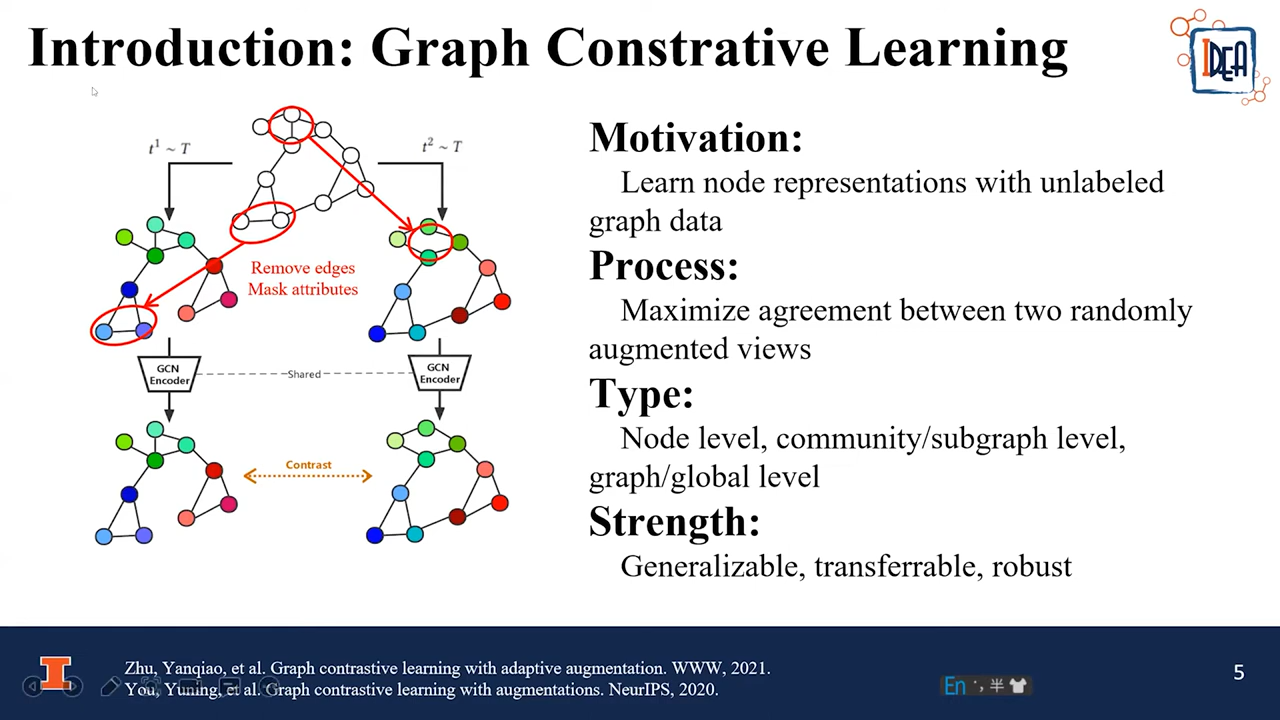 Introduction: Graph Constrative Learning
IDEA
t¹ ~ T
t² ~ T
Remove edges
Mask attributes
GCN
Encoder
Shared
GCN
Encoder
Contrast
Motivation:
Learn node representations with unlabeled
graph data
Process:
Maximize agreement between two randomly
augmented views
Type:
Node level, community/subgraph level,
graph/global level
Strength:
Generalizable, transferrable, robust
Zhu, Yanqiao, et al. Graph contrastive learning with adaptive augmentation. WWW, 2021.
You, Yuning, et al. Graph contrastive learning with augmentations. NeurIPS, 2020.
En 半
5